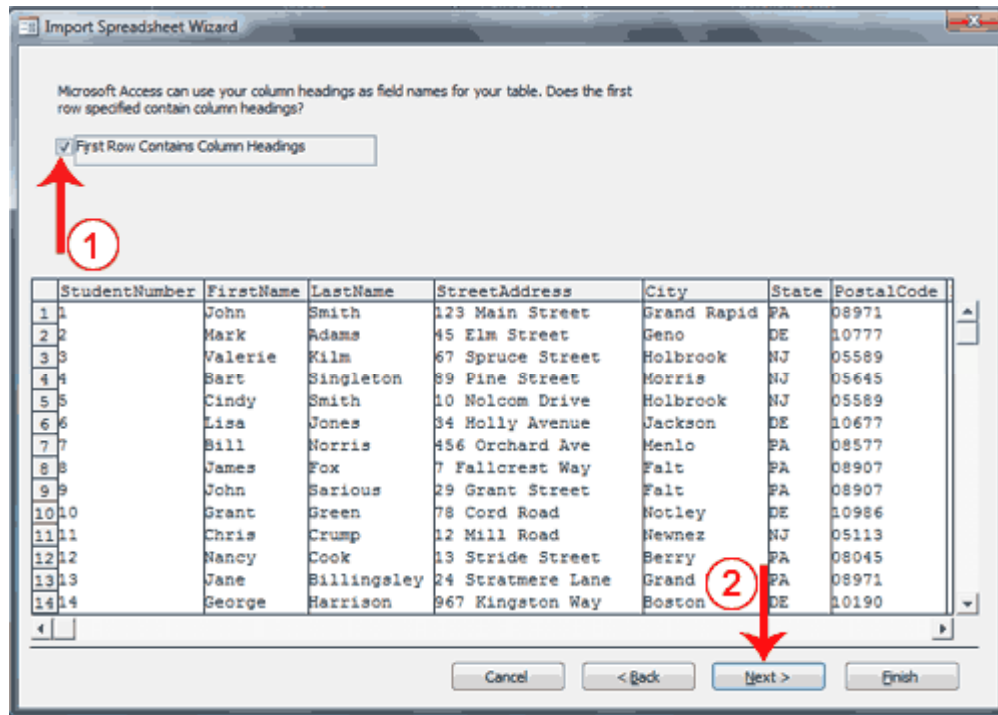 Import Spreadsheet Wizard
Microsoft Access can use your column headings as field names for your table. Does the first
row specified contain column headings?
First Row Contains Column Headings
1
StudentNumber FirstName LastName StreetAddress City State PostalCode
1 1 John Smith 123 Main Street Grand Rapid PA 08971
2 2 Mark Adams 45 Elm Street Geno DE 10777
3 3 Valerie Kilm 67 Spruce Street Holbrook NJ 05589
4 4 Bart Singleton 89 Pine Street Morris NJ 05645
5 5 Cindy Smith 10 Nolcom Drive Holbrook NJ 05589
6 6 Lisa Jones 34 Holly Avenue Jackson DE 10677
7 7 Bill Norris 456 Orchard Ave Menlo PA 08577
8 8 James Fox 7 Fallcrest Way Falt PA 08907
9 9 John Sarious 29 Grant Street Falt PA 08907
10 10 Grant Green 78 Cord Road Notley DE 10986
11 11 Chris Crump 12 Mill Road Newnez NJ 05113
12 12 Nancy Cook 13 Stride Street Berry PA 08045
13 13 Jane Billingsley 24 Stratmere Lane Grand PA 08971
14 14 George Harrison 967 Kingston Way Boston DE 10190
2
Cancel < Back Next > Finish